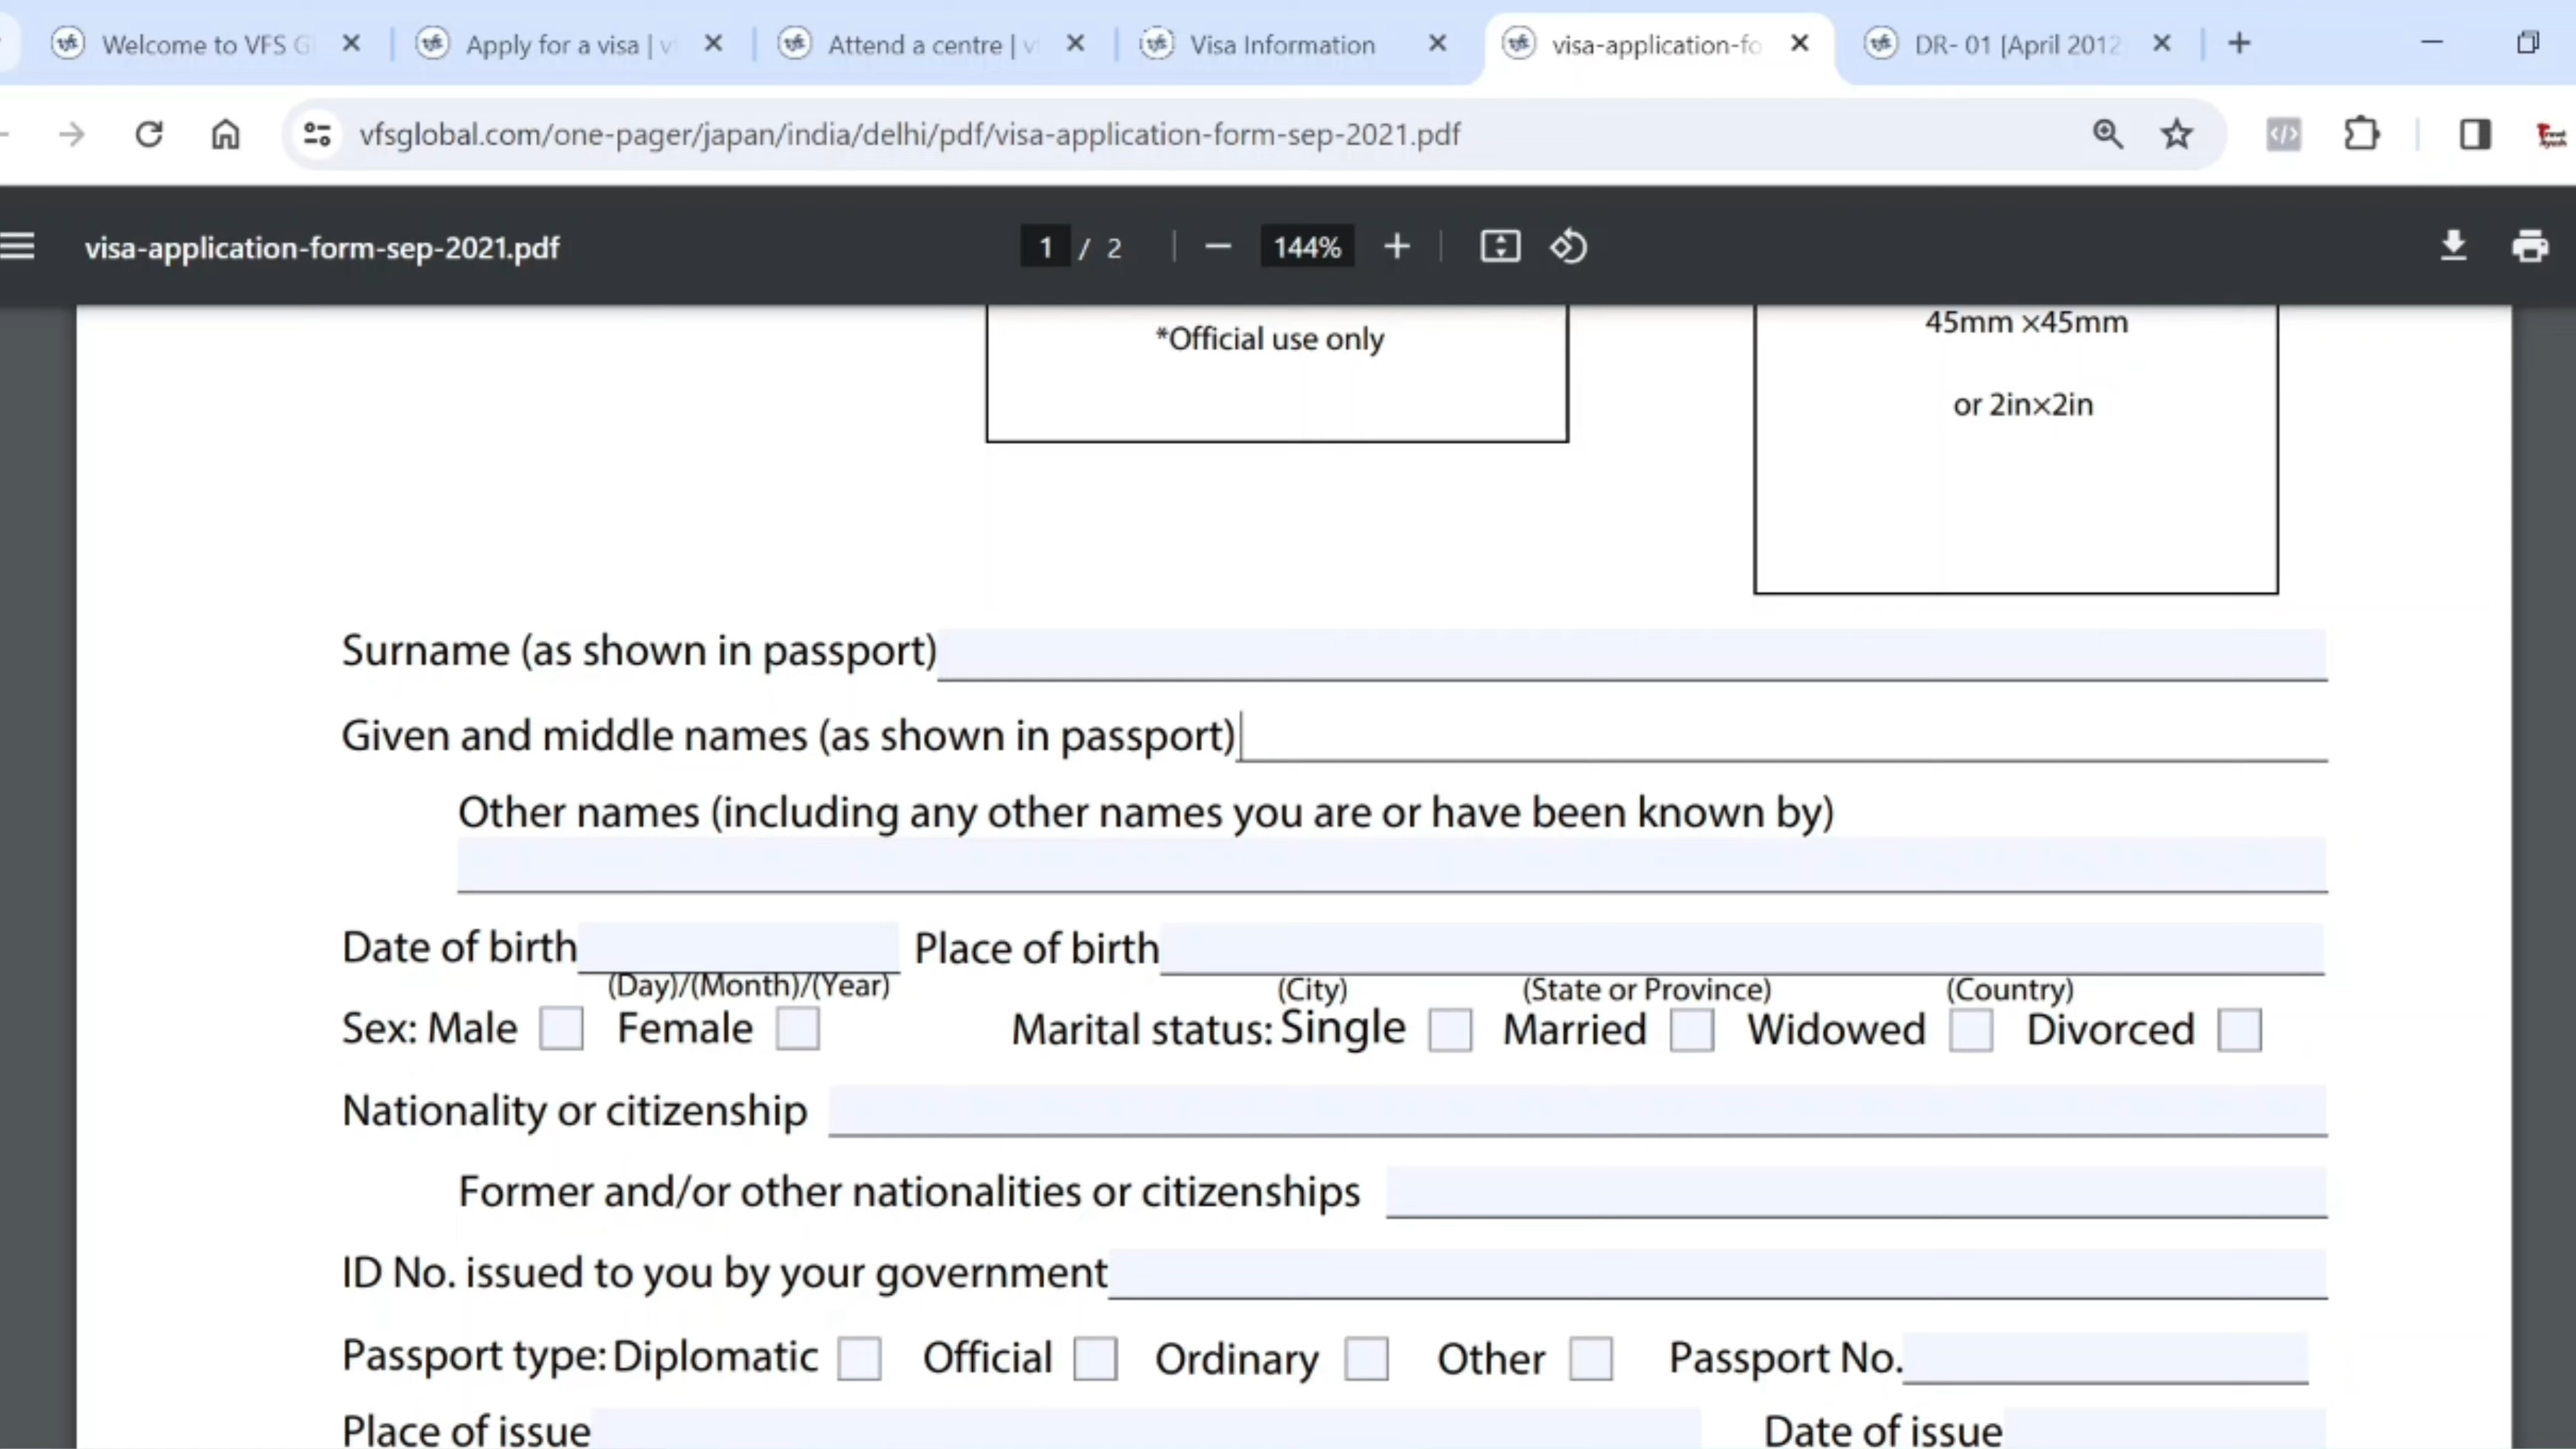 Welcome to VFS G
Apply for a visa | v
Attend a centre | v
Visa Information
visa-application-fo
DR- 01 [April 2012
vfsglobal.com/one-pager/japan/india/delhi/pdf/visa-application-form-sep-2021.pdf
visa-application-form-sep-2021.pdf
1 / 2
144%
*Official use only
45mm ×45mm
or 2in×2in
Surname (as shown in passport)
Given and middle names (as shown in passport)
Other names (including any other names you are or have been known by)
Date of birth Place of birth
(Day)/(Month)/(Year) (City) (State or Province) (Country)
Sex: Male Female Marital status: Single Married Widowed Divorced
Nationality or citizenship
Former and/or other nationalities or citizenships
ID No. issued to you by your government
Passport type: Diplomatic Official Ordinary Other Passport No.
Place of issue Date of issue